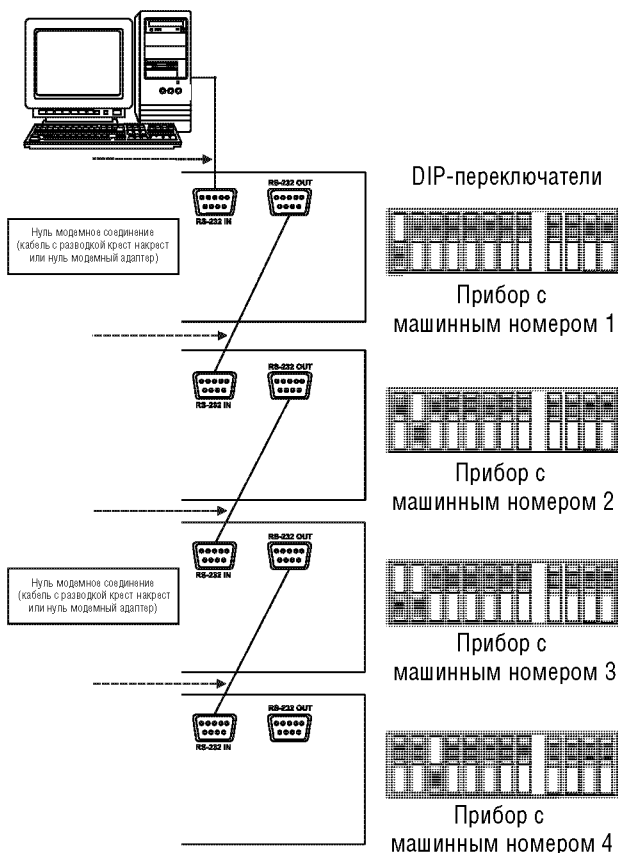 DIP-переключатели
RS-232 OUT
RS-232 IN
Нуль модемное соединение
(кабель с разводкой крест накрест
или нуль модемный адаптер)
Прибор с
машинным номером 1
RS-232 OUT
RS-232 IN
Прибор с
машинным номером 2
RS-232 OUT
RS-232 IN
Нуль модемное соединение
(кабель с разводкой крест накрест
или нуль модемный адаптер)
Прибор с
машинным номером 3
RS-232 OUT
RS-232 IN
Прибор с
машинным номером 4